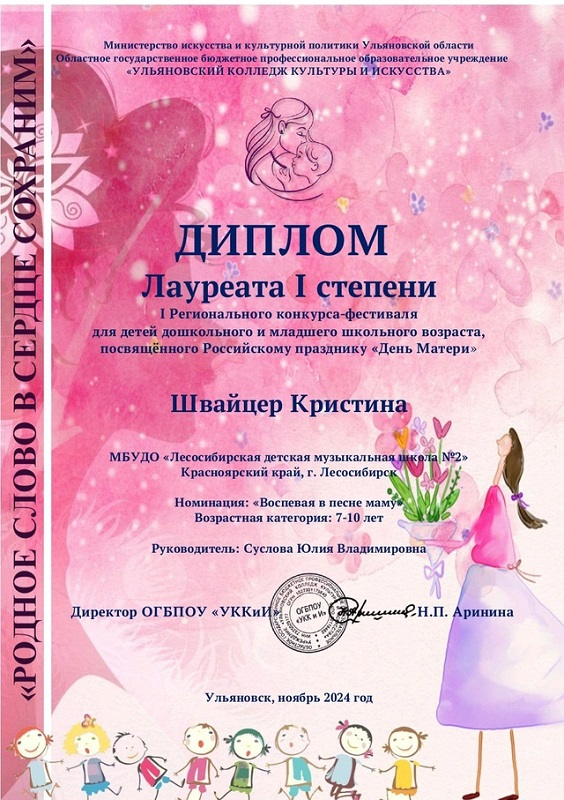 «РОДНОЕ СЛОВО В СЕРДЦЕ СОХРАНИМ»
Министерство искусства и культурной политики Ульяновской области
Областное государственное бюджетное профессиональное образовательное учреждение
«УЛЬЯНОВСКИЙ КОЛЛЕДЖ КУЛЬТУРЫ И ИСКУССТВА»
ДИПЛОМ
Лауреата I степени
I Регионального конкурса-фестиваля
для детей дошкольного и младшего школьного возраста,
посвящённого Российскому празднику «День Матери»
Швайцер Кристина
МБУДО «Лесосибирская детская музыкальная школа №2»
Красноярский край, г. Лесосибирск
Номинация: «Воспевая в песне маму»
Возрастная категория: 7-10 лет
Руководитель: Суслова Юлия Владимировна
Директор ОГБПОУ «УККиИ» Н.П. Аринина
ОГБПОУ
«УКК и И»
Ульяновск, ноябрь 2024 год